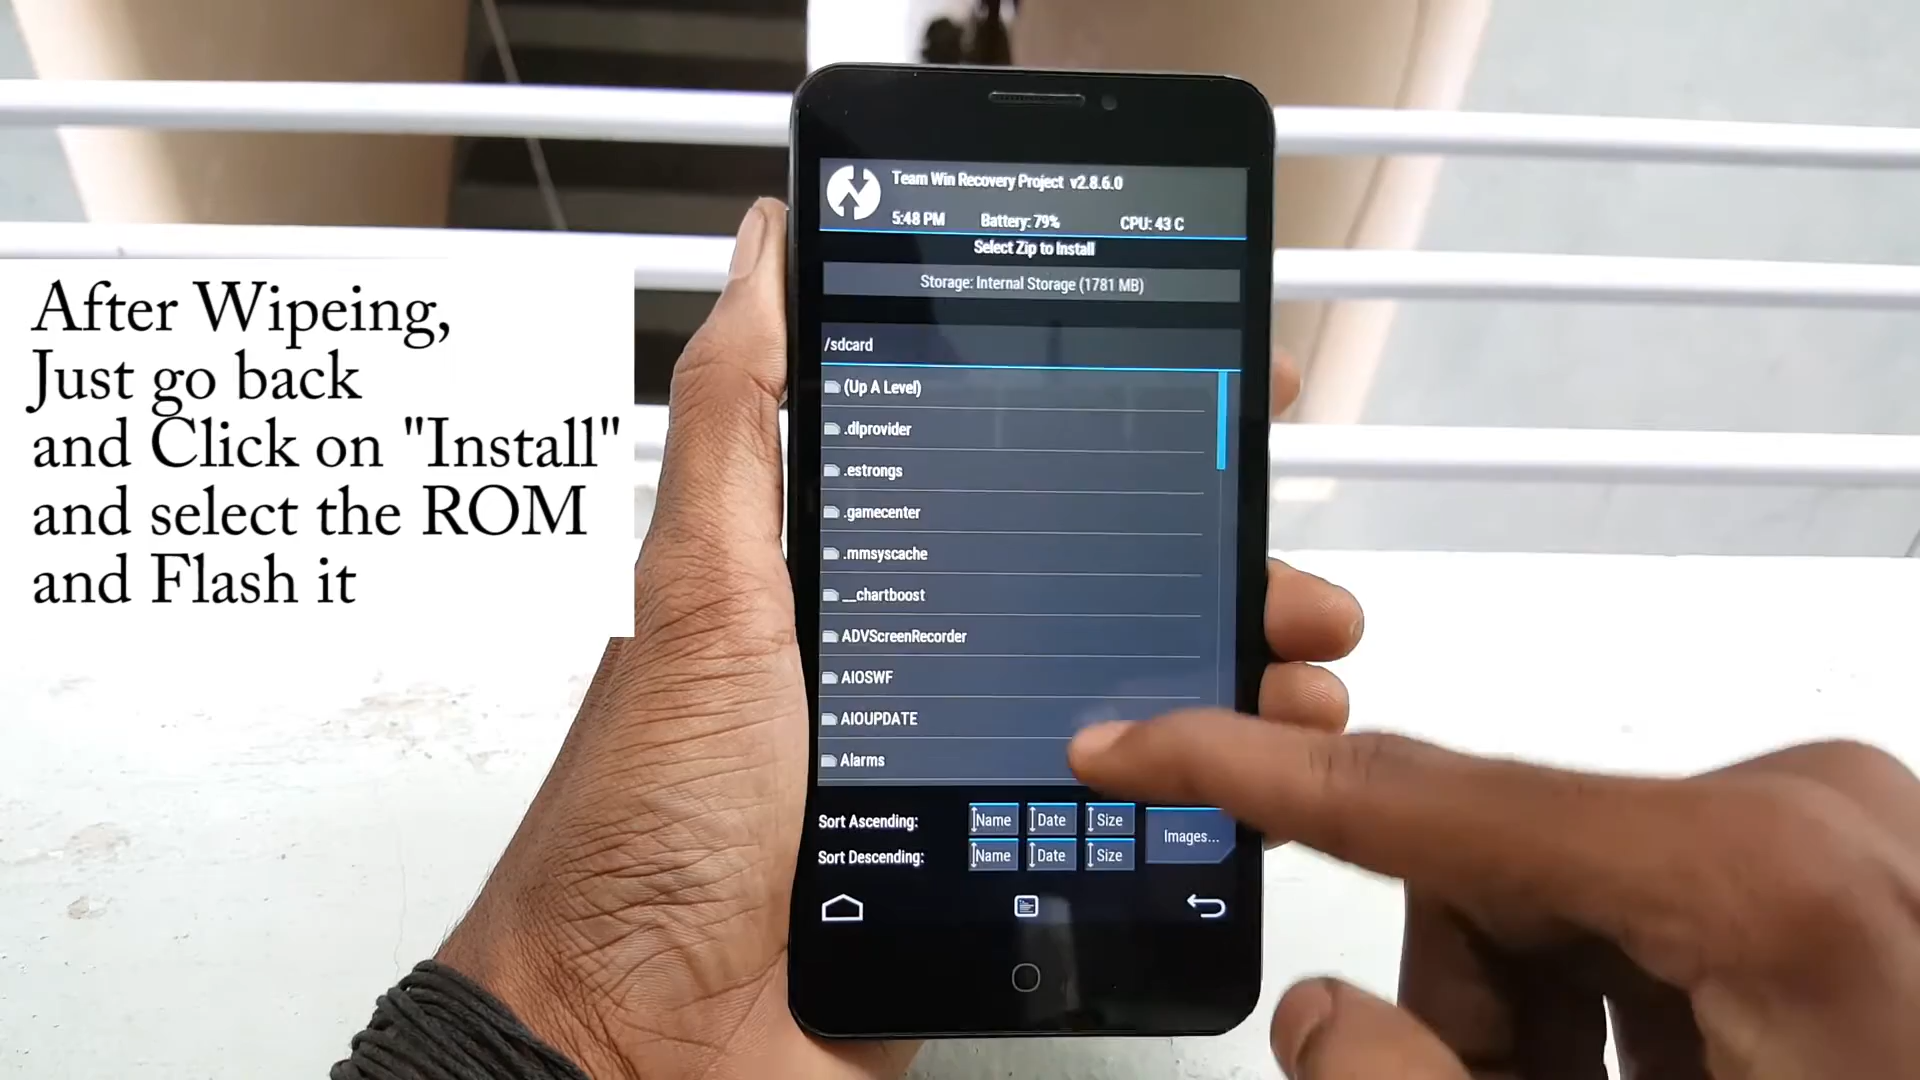 After Wipeing,
Just go back
and Click on "Install"
and select the ROM
and Flash it
Team Win Recovery Project v2.8.6.0
5:48 PM Battery: 79% CPU: 43 C
Select Zip to Install
Storage: Internal Storage (1781 MB)
/sdcard
(Up A Level)
.dlprovider
.estrongs
.gamecenter
.mmsyscache
__chartboost
ADVScreenRecorder
AIOSWF
AIOUPDATE
Alarms
Sort Ascending: Name Date Size
Images...
Sort Descending: Name Date Size